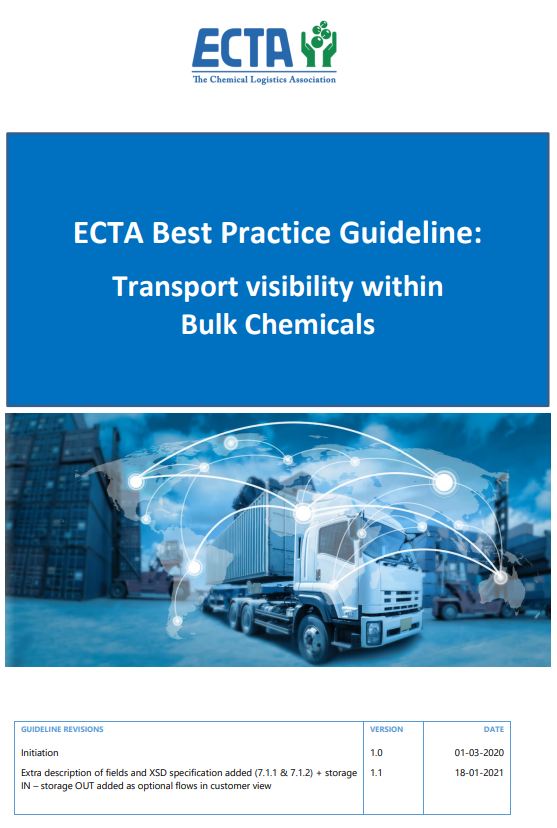 ECTA
The Chemical Logistics Association
ECTA Best Practice Guideline:
Transport visibility within
Bulk Chemicals
GUIDELINE REVISIONS VERSION DATE
Initiation 1.0 01-03-2020
Extra description of fields and XSD specification added (7.1.1 & 7.1.2) + storage 1.1 18-01-2021
IN – storage OUT added as optional flows in customer view